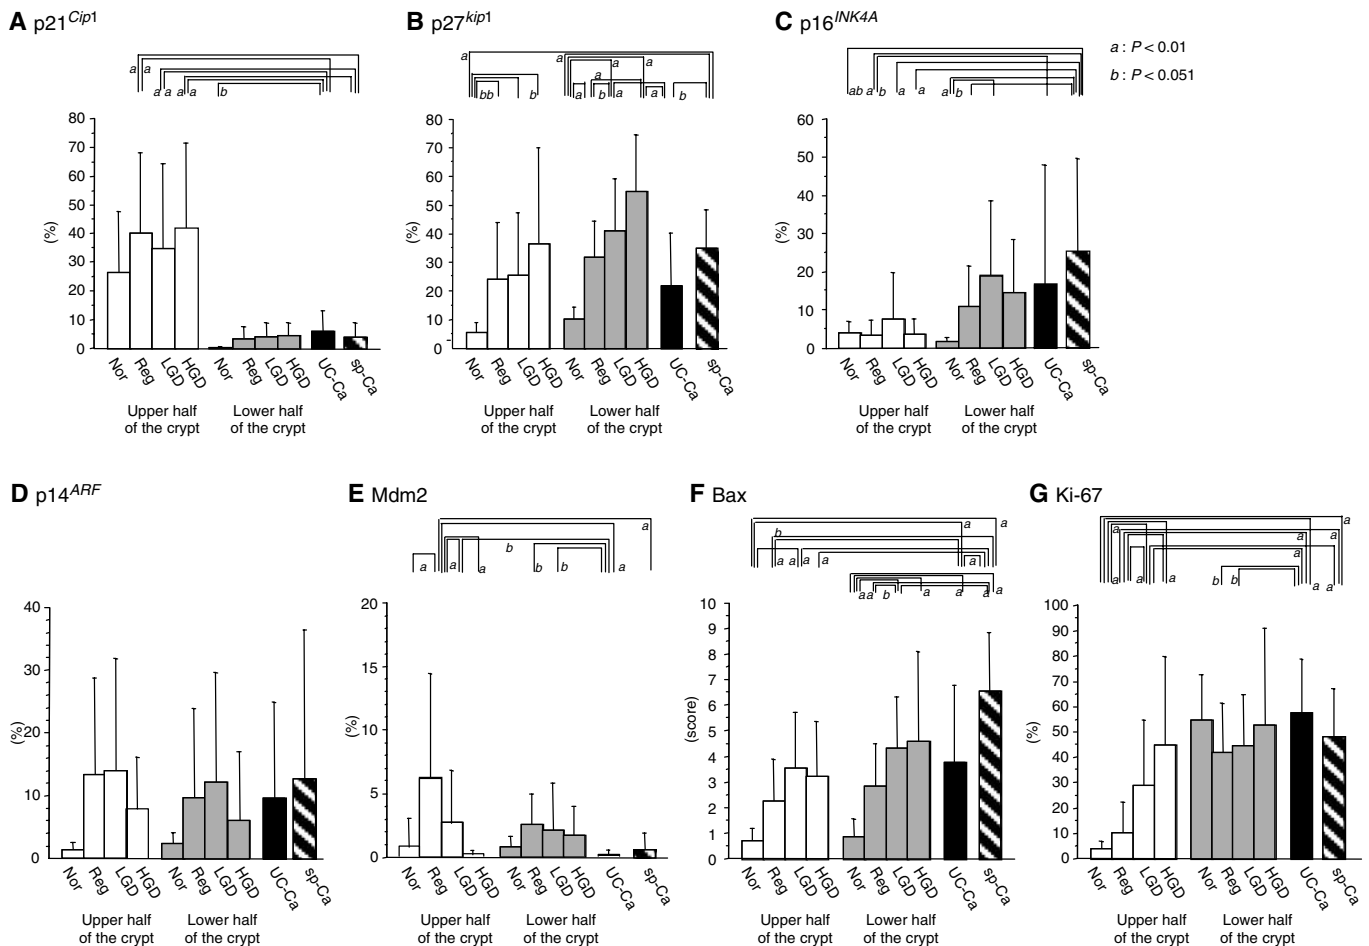 A p21Cip1
B p27kip1
C p16INK4A
a : P < 0.01
b : P < 0.051
a a a a a a b
a bb b a a a b a a a b
ab a b a a a b
80 70 60 50 40 30 20 10 0
(%)
Nor Reg LGD HGD Nor Reg LGD HGD UC-Ca sp-Ca
Upper half of the crypt
Lower half of the crypt
80 70 60 50 40 30 20 10 0
(%)
Nor Reg LGD HGD Nor Reg LGD HGD UC-Ca sp-Ca
Upper half of the crypt
Lower half of the crypt
60 50 40 30 20 10 0
(%)
Nor Reg LGD HGD Nor Reg LGD HGD UC-Ca sp-Ca
Upper half of the crypt
Lower half of the crypt
D p14ARF
E Mdm2
F Bax
G Ki-67
40 30 20 10 0
(%)
Nor Reg LGD HGD Nor Reg LGD HGD UC-Ca sp-Ca
Upper half of the crypt
Lower half of the crypt
a a a b b b a a
20 15 10 5 0
(%)
Nor Reg LGD HGD Nor Reg LGD HGD UC-Ca sp-Ca
Upper half of the crypt
Lower half of the crypt
a a b a a a a a
a a b a a a a
10 9 8 7 6 5 4 3 2 1 0
(score)
Nor Reg LGD HGD Nor Reg LGD HGD UC-Ca sp-Ca
Upper half of the crypt
Lower half of the crypt
a a a a a a b b a a
100 90 80 70 60 50 40 30 20 10 0
(%)
Nor Reg LGD HGD Nor Reg LGD HGD UC-Ca sp-Ca
Upper half of the crypt
Lower half of the crypt